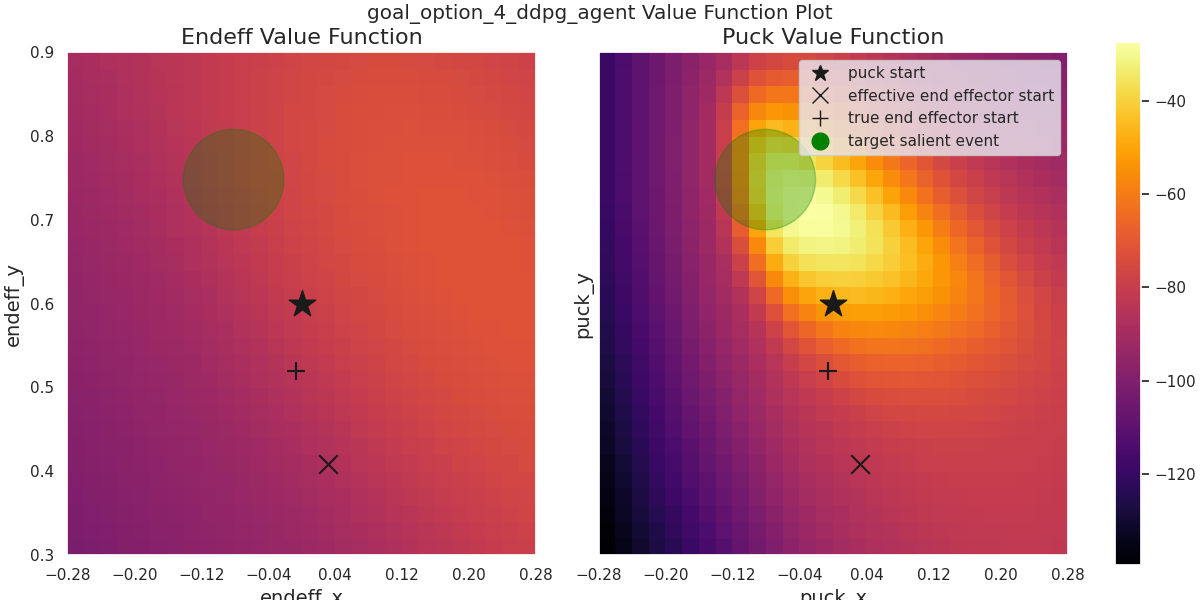 goal_option_4_ddpg_agent Value Function Plot
Endeff Value Function
Puck Value Function
puck start
effective end effector start
true end effector start
target salient event
0.9
0.8
0.7
0.6
0.5
0.4
0.3
endeff_y
−0.28 −0.20 −0.12 −0.04 0.04 0.12 0.20 0.28
endeff_x
puck_y
−0.28 −0.20 −0.12 −0.04 0.04 0.12 0.20 0.28
puck_x
−40
−60
−80
−100
−120